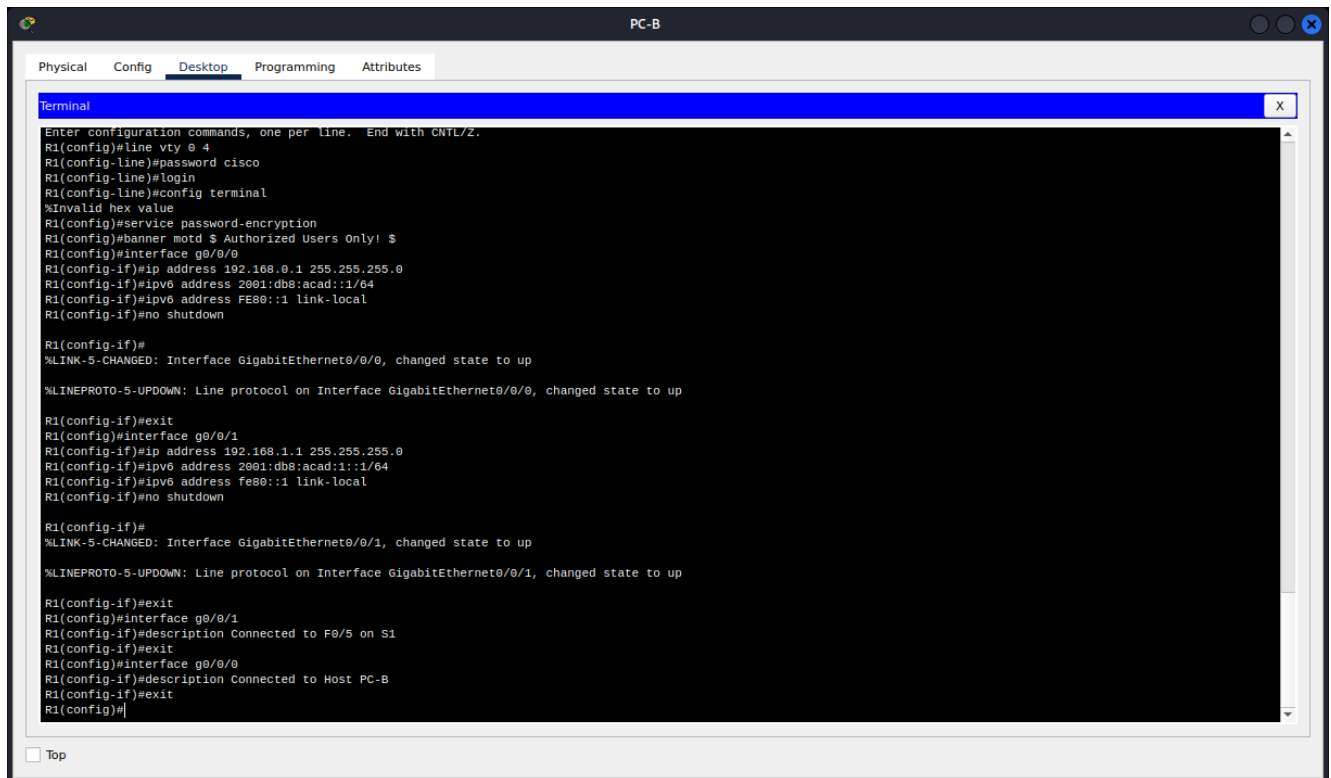 PC-B
Physical Config Desktop Programming Attributes
Terminal
X
Enter configuration commands, one per line.  End with CNTL/Z.
R1(config)#line vty 0 4
R1(config-line)#password cisco
R1(config-line)#login
R1(config-line)#config terminal
%Invalid hex value
R1(config)#service password-encryption
R1(config)#banner motd $ Authorized Users Only! $
R1(config)#interface g0/0/0
R1(config-if)#ip address 192.168.0.1 255.255.255.0
R1(config-if)#ipv6 address 2001:db8:acad::1/64
R1(config-if)#ipv6 address FE80::1 link-local
R1(config-if)#no shutdown
R1(config-if)#
%LINK-5-CHANGED: Interface GigabitEthernet0/0/0, changed state to up
%LINEPROTO-5-UPDOWN: Line protocol on Interface GigabitEthernet0/0/0, changed state to up
R1(config-if)#exit
R1(config)#interface g0/0/1
R1(config-if)#ip address 192.168.1.1 255.255.255.0
R1(config-if)#ipv6 address 2001:db8:acad:1::1/64
R1(config-if)#ipv6 address fe80::1 link-local
R1(config-if)#no shutdown
R1(config-if)#
%LINK-5-CHANGED: Interface GigabitEthernet0/0/1, changed state to up
%LINEPROTO-5-UPDOWN: Line protocol on Interface GigabitEthernet0/0/1, changed state to up
R1(config-if)#exit
R1(config)#interface g0/0/1
R1(config-if)#description Connected to F0/5 on S1
R1(config-if)#exit
R1(config)#interface g0/0/0
R1(config-if)#description Connected to Host PC-B
R1(config-if)#exit
R1(config)#
Top